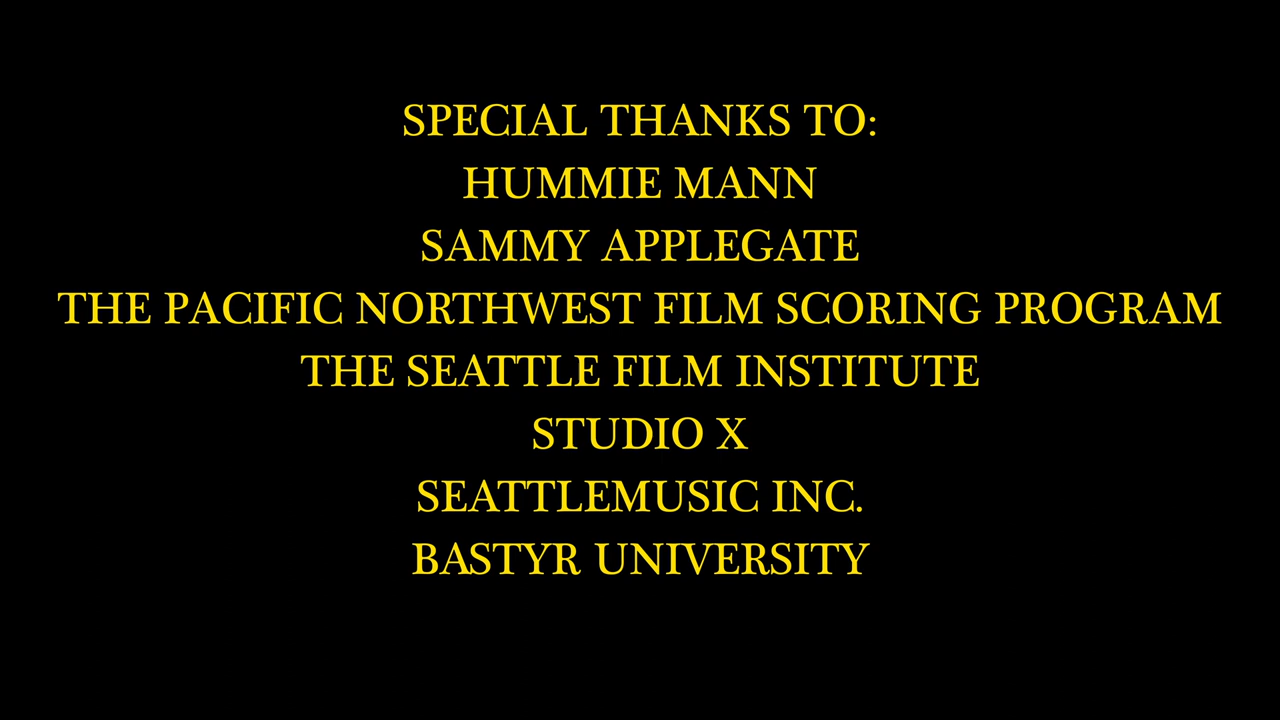 SPECIAL THANKS TO:
HUMMIE MANN
SAMMY APPLEGATE
THE PACIFIC NORTHWEST FILM SCORING PROGRAM
THE SEATTLE FILM INSTITUTE
STUDIO X
SEATTLEMUSIC INC.
BASTYR UNIVERSITY